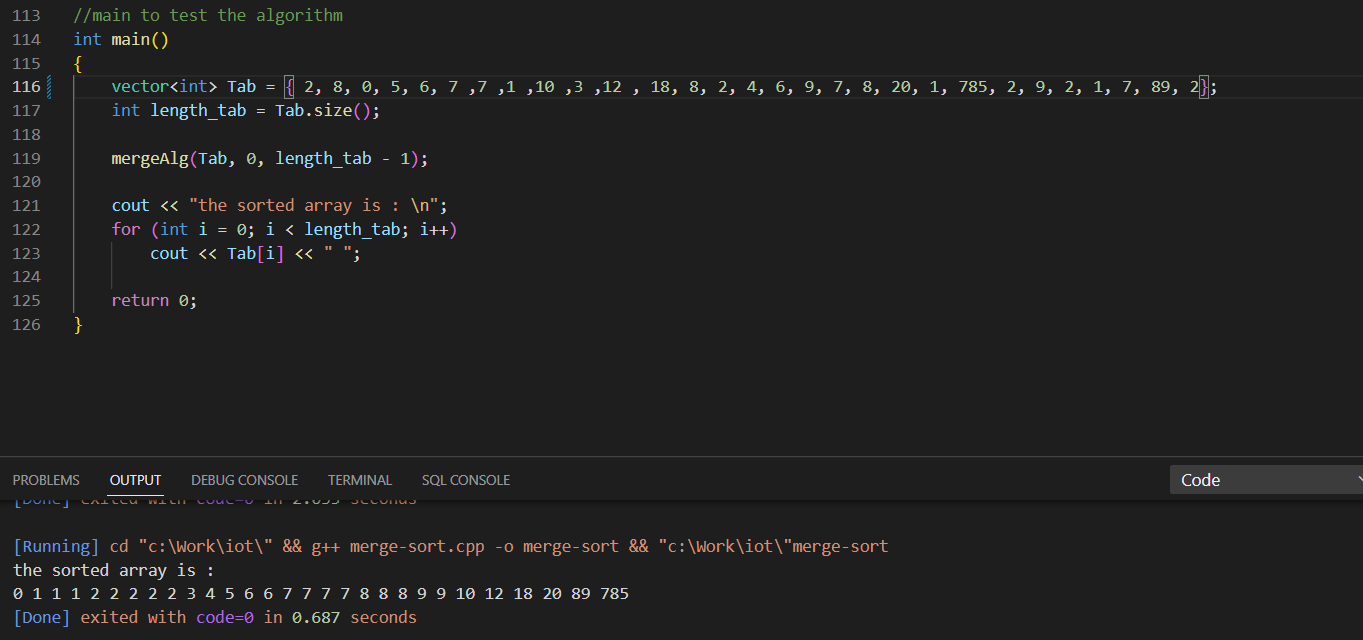 113 //main to test the algorithm
114 int main()
115 {
116 vector<int> Tab = { 2, 8, 0, 5, 6, 7 ,7 ,1 ,10 ,3 ,12 , 18, 8, 2, 4, 6, 9, 7, 8, 20, 1, 785, 2, 9, 2, 1, 7, 89, 2};
117 int length_tab = Tab.size();
118
119 mergeAlg(Tab, 0, length_tab - 1);
120
121 cout << "the sorted array is : \n";
122 for (int i = 0; i < length_tab; i++)
123 cout << Tab[i] << " ";
124
125 return 0;
126 }
PROBLEMS OUTPUT DEBUG CONSOLE TERMINAL SQL CONSOLE Code
[Done] exited with code=0 in seconds
[Running] cd "c:\Work\iot\" && g++ merge-sort.cpp -o merge-sort && "c:\Work\iot\"merge-sort
the sorted array is :
0 1 1 1 2 2 2 2 2 3 4 5 6 6 7 7 7 7 8 8 8 9 9 10 12 18 20 89 785
[Done] exited with code=0 in 0.687 seconds